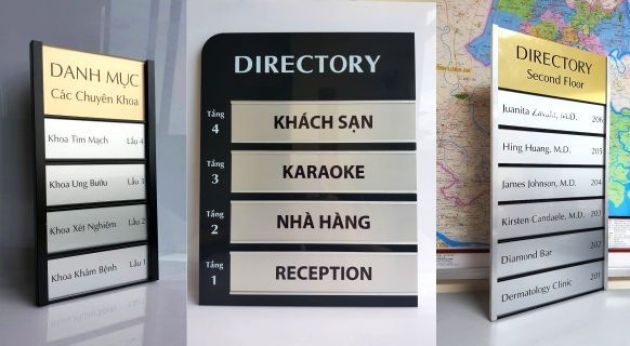 DANH MỤC
Các Chuyên Khoa
Khoa Tim Mạch Lầu 4
Khoa Ung Bướu Lầu 3
Khoa Xét Nghiệm Lầu 2
Khoa Khám Bệnh Lầu 1
DIRECTORY
Tầng 4 KHÁCH SẠN
Tầng 3 KARAOKE
Tầng 2 NHÀ HÀNG
Tầng 1 RECEPTION
DIRECTORY
Second Floor
Juanita M.D. 206
Hing Huang, M.D. 205
James Johnson, M.D. 204
Kirsten Candaele, M.D. 203
Diamond Bar 202
Dermatology Clinic 201